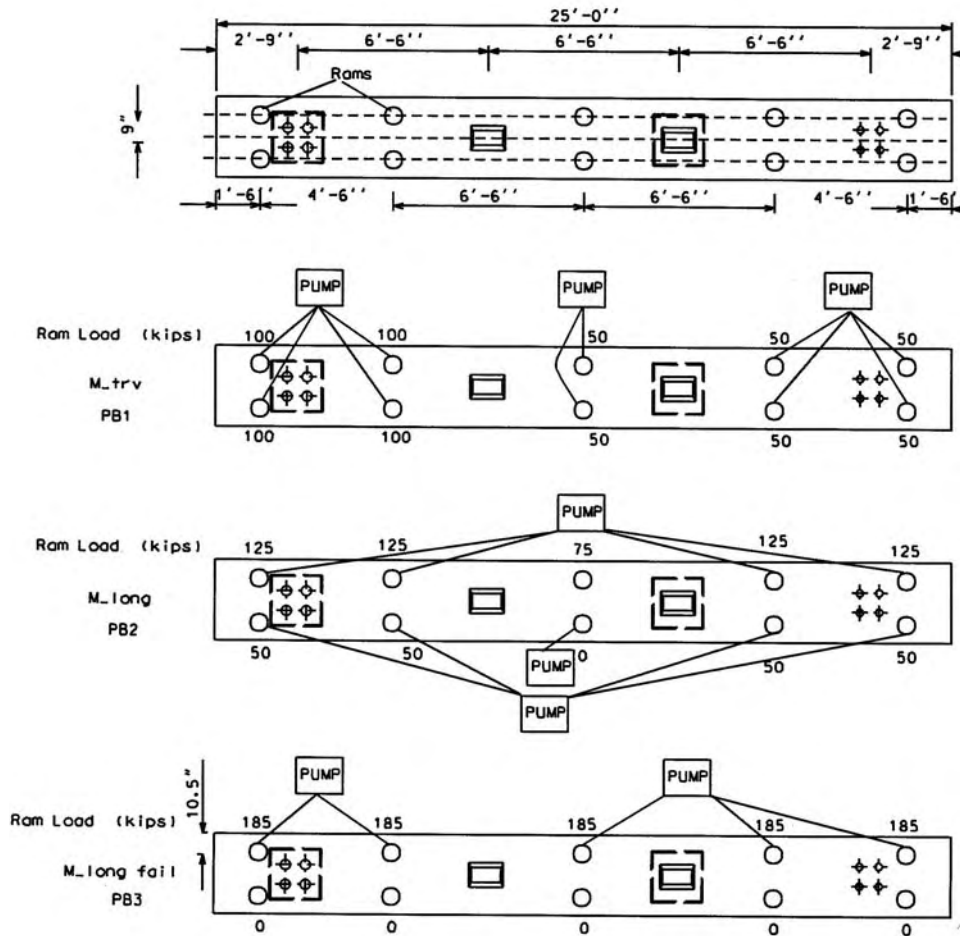 25'-0''
2'-9'' 6'-6'' 6'-6'' 6'-6'' 2'-9''
Rams
9"
1'-6'' 4'-6'' 6'-6'' 6'-6'' 4'-6'' 1'-6'
PUMP PUMP PUMP
Ram Load (kips) 100 100 50 50 50
M_trv
PB1
100 100 50 50 50
PUMP
Ram Load (kips) 125 125 75 125 125
M_long
PB2
50 50 0 50 50
PUMP
PUMP
PUMP PUMP
10.5"
Ram Load (kips) 185 185 185 185 185
M_long fail
PB3
0 0 0 0 0